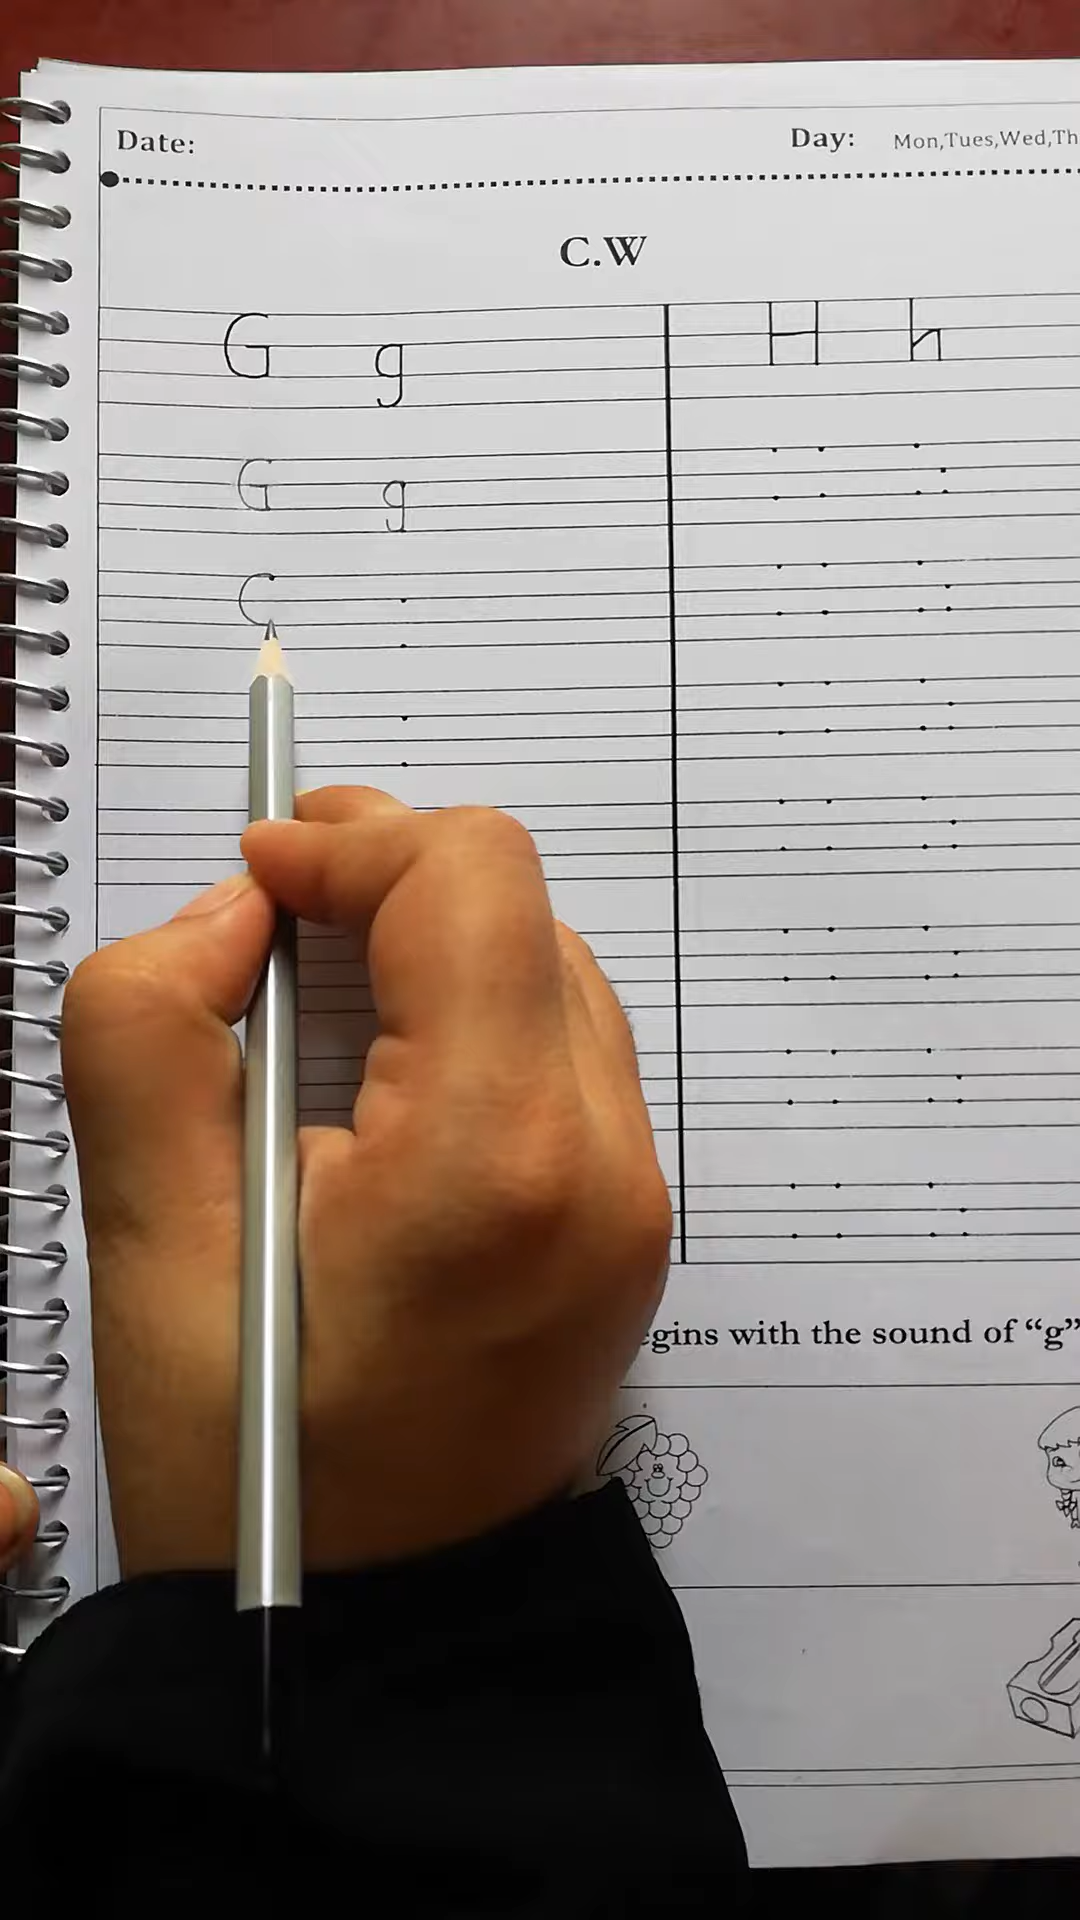 Date: Day: Mon,Tues,Wed,Th
C.W
G g H h
G g
C
egins with the sound of “g”